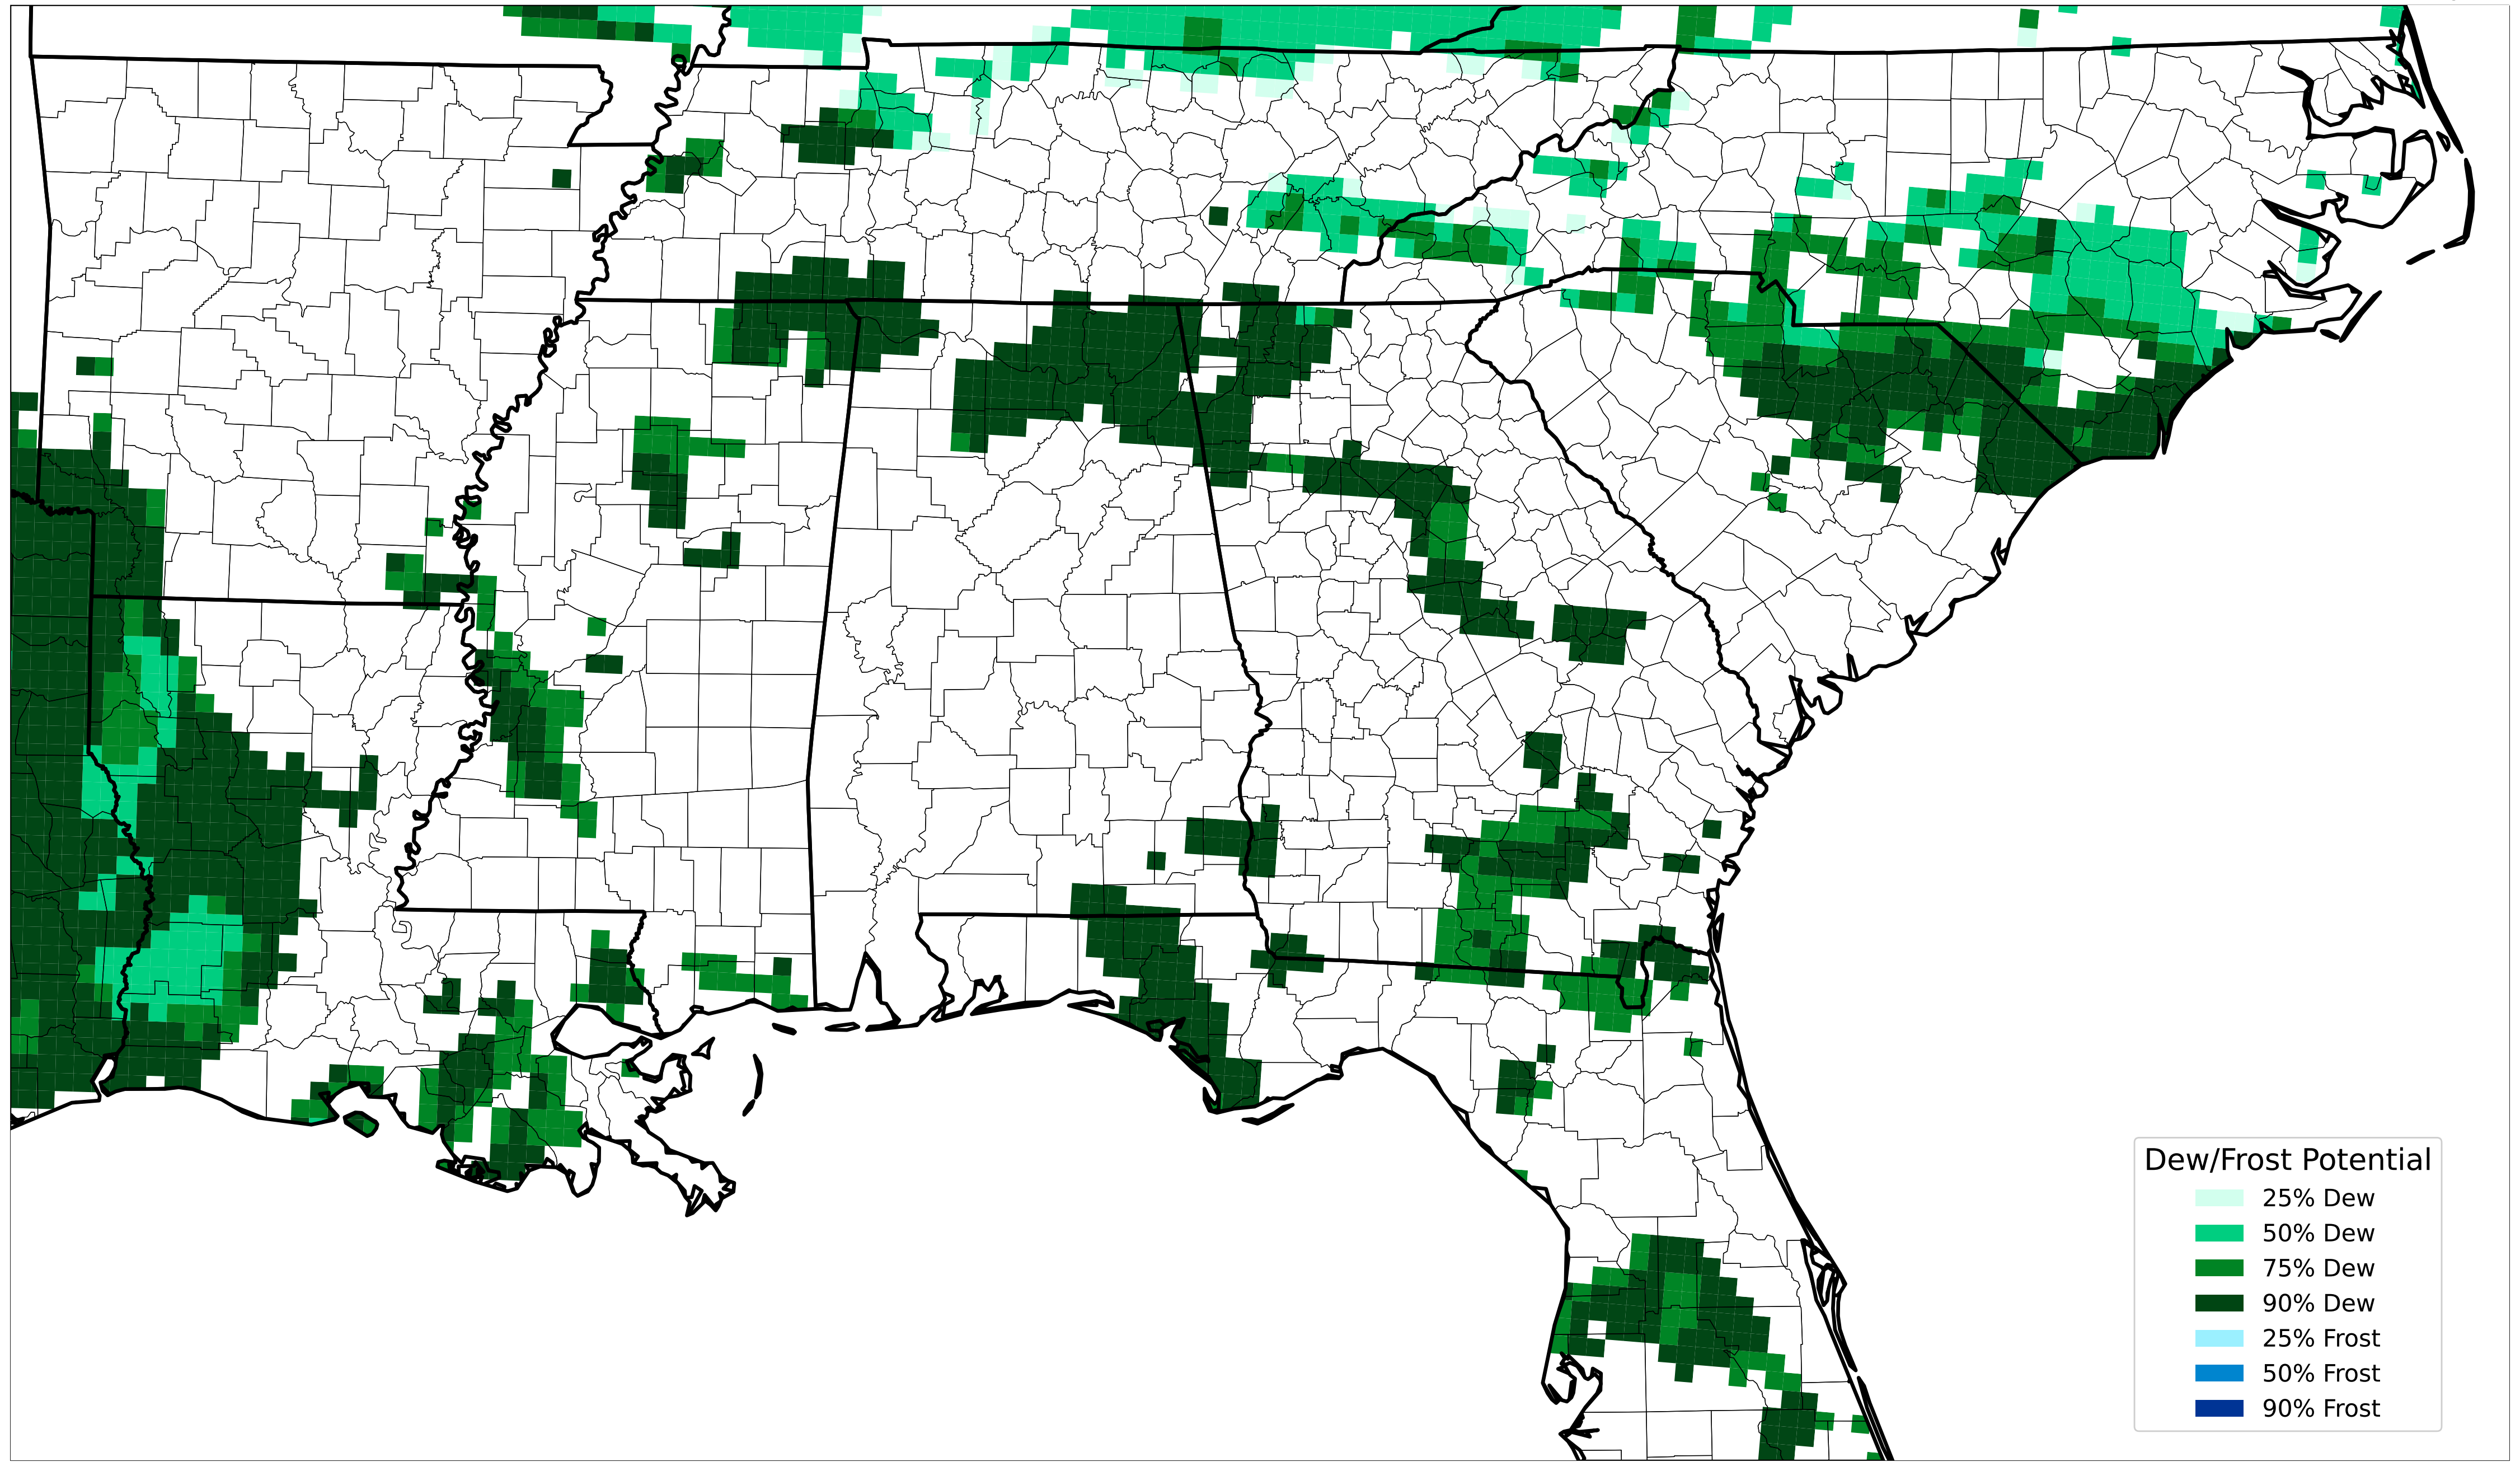 Dew/Frost Potential
25% Dew
50% Dew
75% Dew
90% Dew
25% Frost
50% Frost
90% Frost